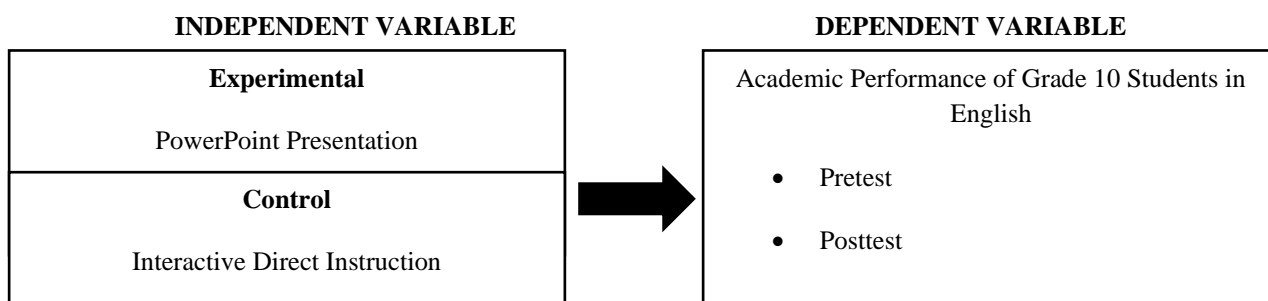 INDEPENDENT VARIABLE
Experimental
PowerPoint Presentation
Control
Interactive Direct Instruction
DEPENDENT VARIABLE
Academic Performance of Grade 10 Students in
English
• Pretest
• Posttest